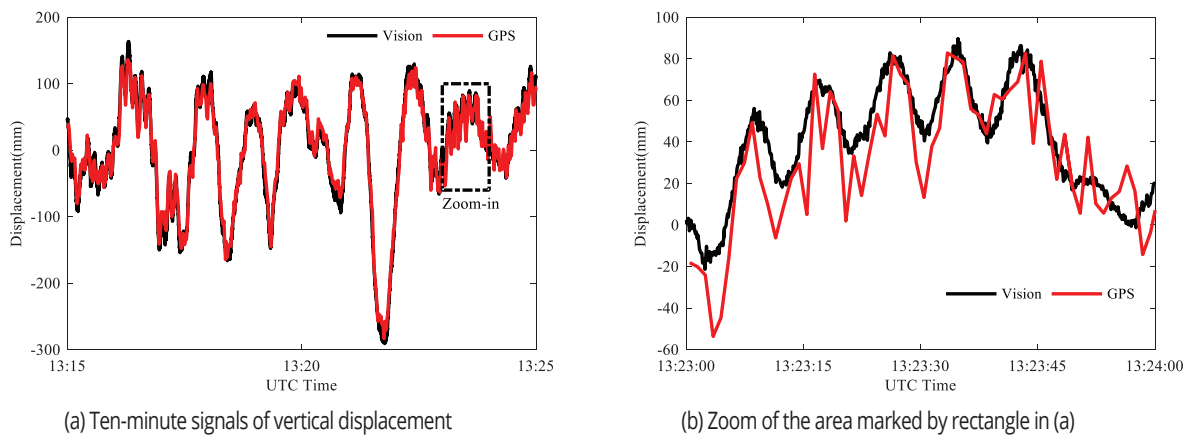 200
100
0
-100
-200
-300
Displacement(mm)
Vision GPS
Zoom-in
13:15 13:20 13:25
UTC Time
(a) Ten-minute signals of vertical displacement
100
80
60
40
20
0
-20
-40
-60
Displacement(mm)
Vision GPS
13:23:00 13:23:15 13:23:30 13:23:45 13:24:00
UTC Time
(b) Zoom of the area marked by rectangle in (a)